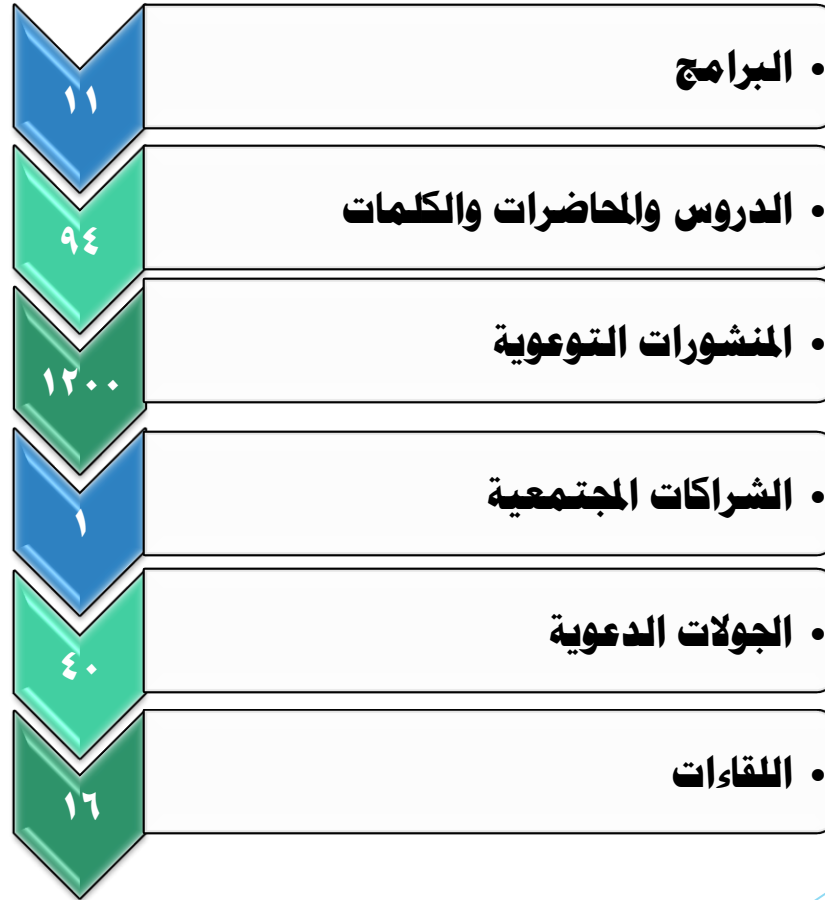 • البرامج
١١
• الدروس والمحاضرات والكلمات
٩٤
• المنشورات التوعوية
١٢٠٠
• الشراكات المجتمعية
١
• الجولات الدعوية
٤٠
• اللقاءات
١٦